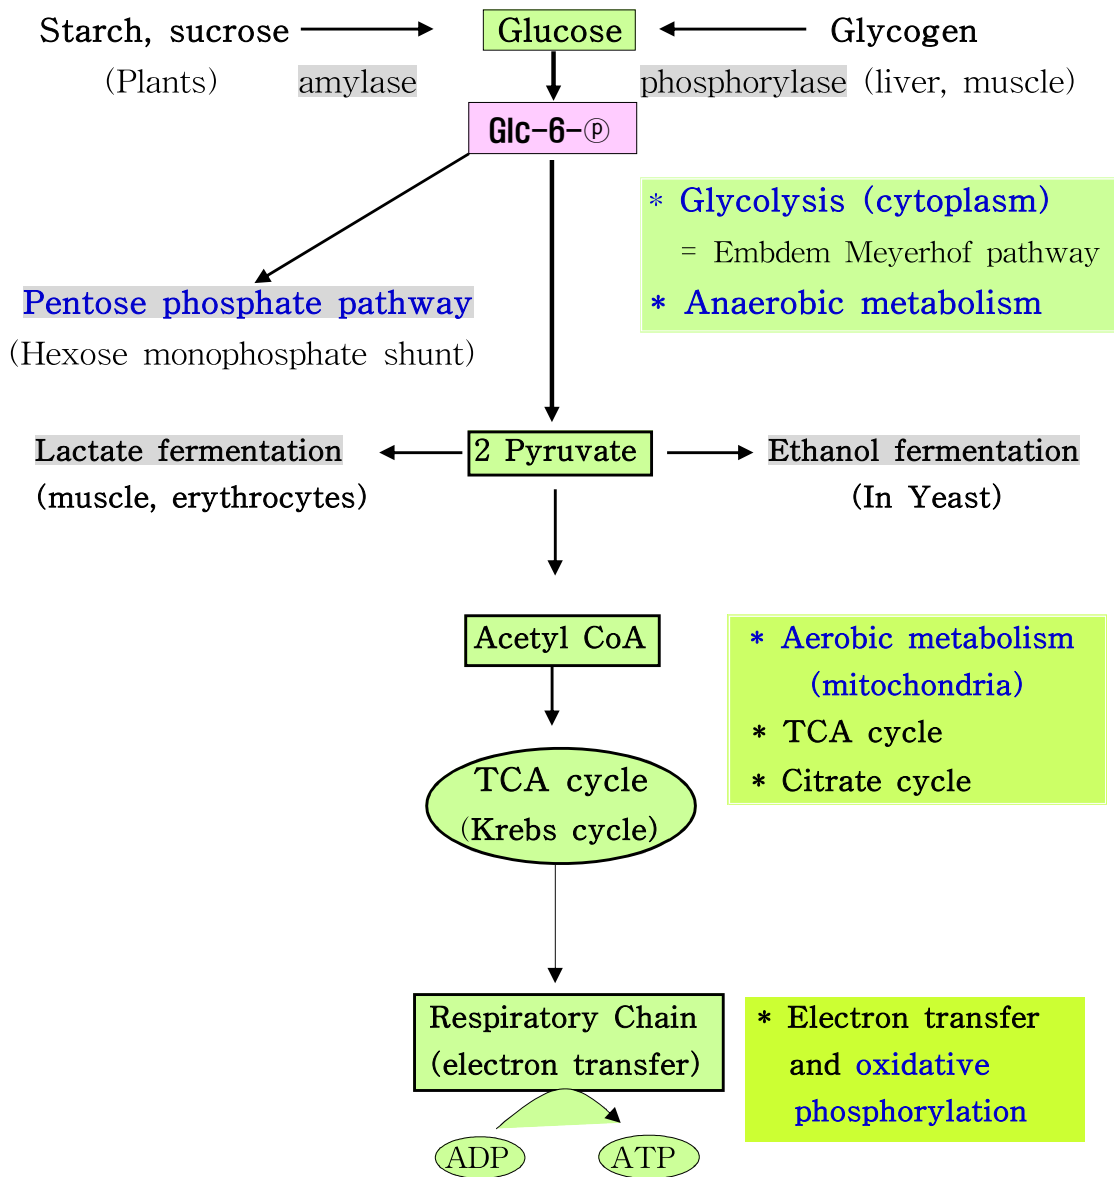 Starch, sucrose
Glucose
Glycogen
(Plants)
amylase
phosphorylase (liver, muscle)
Glc-6-ⓟ
* Glycolysis (cytoplasm)
= Embdem Meyerhof pathway
* Anaerobic metabolism
Pentose phosphate pathway
(Hexose monophosphate shunt)
Lactate fermentation
(muscle, erythrocytes)
2 Pyruvate
Ethanol fermentation
(In Yeast)
Acetyl CoA
* Aerobic metabolism
(mitochondria)
* TCA cycle
* Citrate cycle
TCA cycle
(Krebs cycle)
Respiratory Chain
(electron transfer)
* Electron transfer
and oxidative
phosphorylation
ADP
ATP